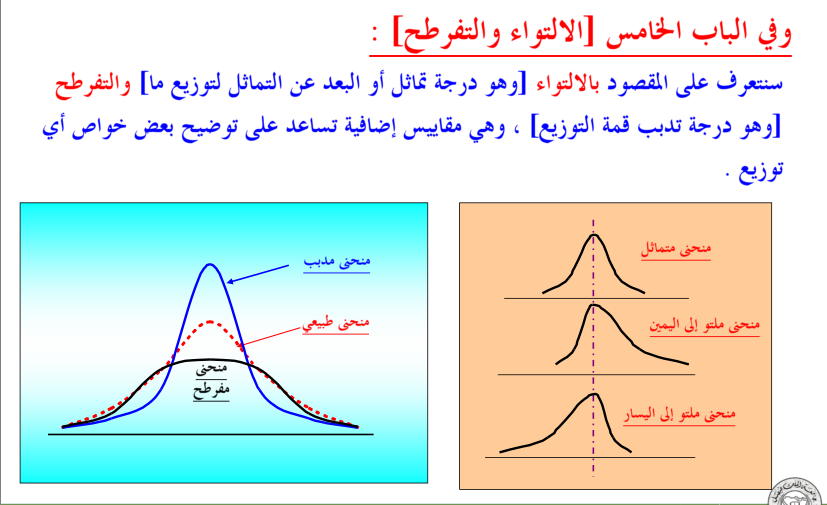 وفي الباب الخامس [الالتواء والتفرطح] :
سنتعرف على المقصود بالالتواء [وهو درجة تماثل أو البعد عن التماثل لتوزيع ما] والتفرطح
[وهو درجة تدبب قمة التوزيع] ، وهي مقاييس إضافية تساعد على توضيح بعض خواص أي
توزيع .
منحنى متماثل
منحنى ملتو إلى اليمين
منحنى ملتو إلى اليسار
منحنى مدبب
منحنى طبيعي
منحنى
مفرطح